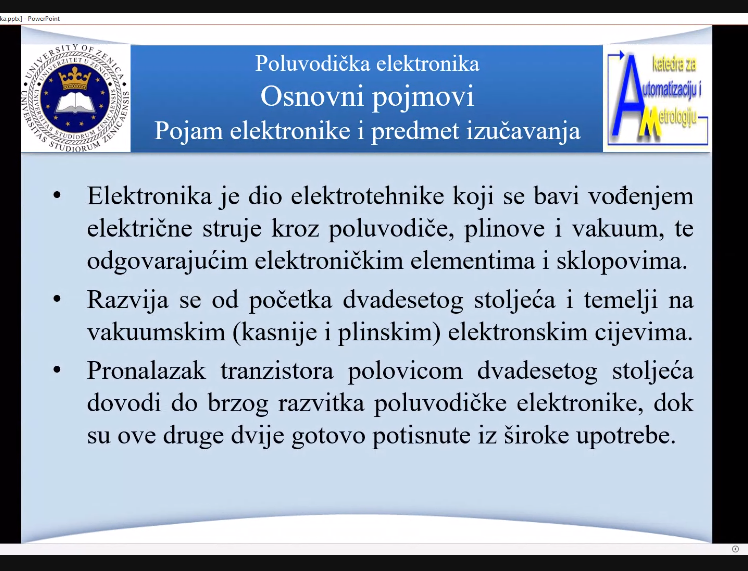 ka.pptx] - PowerPoint
UNIVERSITY OF ZENICA
UNIVERZITET U ZENICI
UNIVERSITAS STUDIORUM ZENICAENSIS
Poluvodička elektronika
Osnovni pojmovi
Pojam elektronike i predmet izučavanja
katedra za
Automatizaciju i
Metrologiju
• Elektronika je dio elektrotehnike koji se bavi vođenjem
električne struje kroz poluvodiče, plinove i vakuum, te
odgovarajućim elektroničkim elementima i sklopovima.
• Razvija se od početka dvadesetog stoljeća i temelji na
vakuumskim (kasnije i plinskim) elektronskim cijevima.
• Pronalazak tranzistora polovicom dvadesetog stoljeća
dovodi do brzog razvitka poluvodičke elektronike, dok
su ove druge dvije gotovo potisnute iz široke upotrebe.